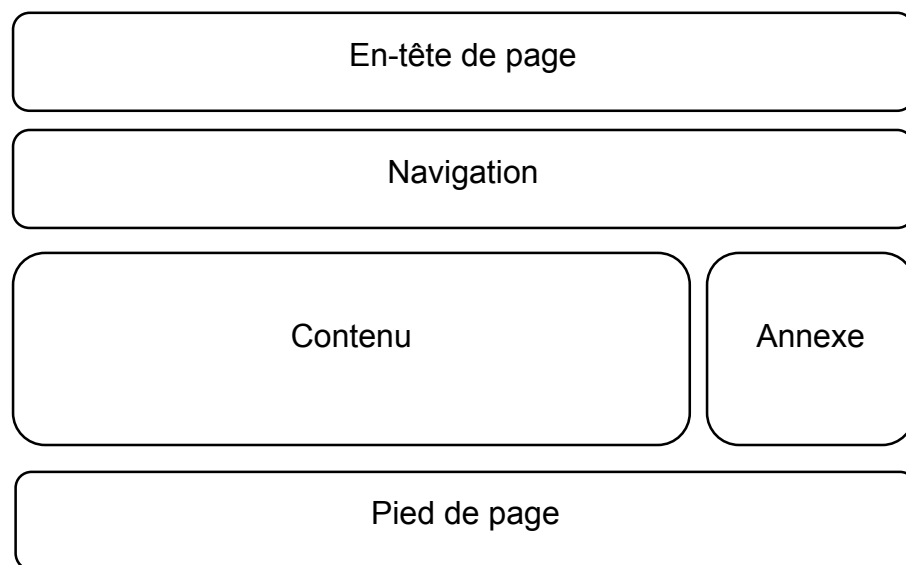 En-tête de page
Navigation
Contenu
Annexe
Pied de page